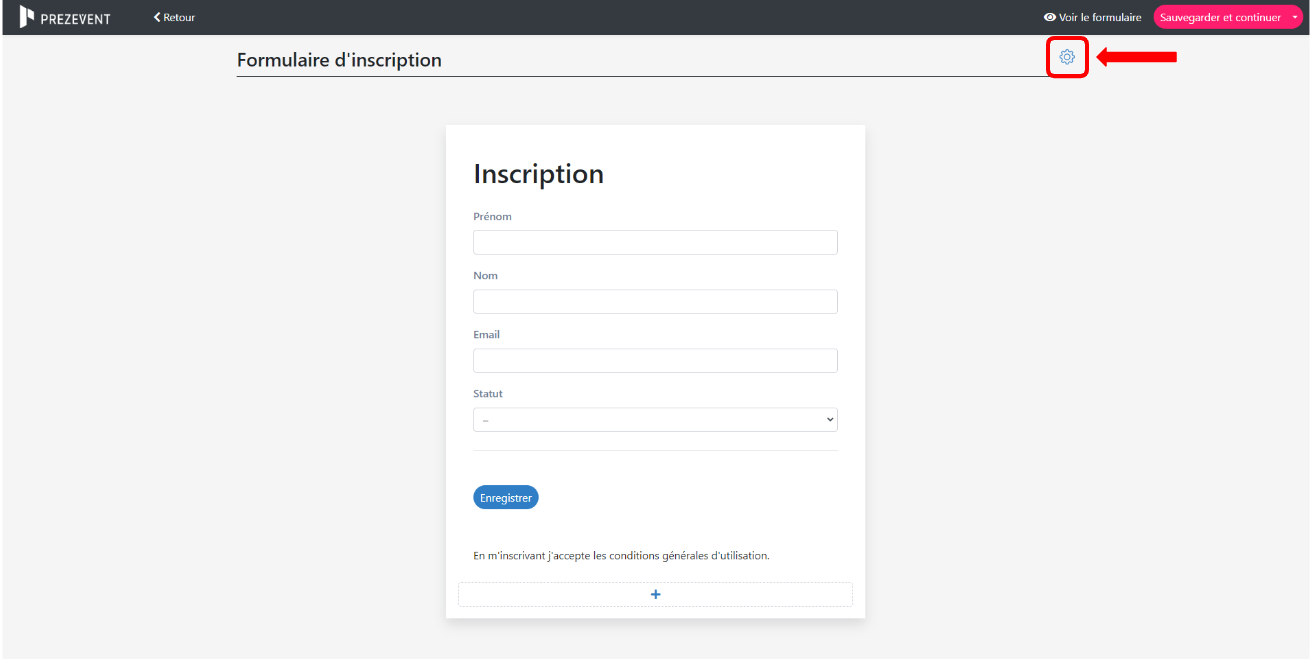 PREZEVENT
Retour
Voir le formulaire
Sauvegarder et continuer
Formulaire d'inscription
Inscription
Prénom
Nom
Email
Statut
--
Enregistrer
En m'inscrivant j'accepte les conditions générales d'utilisation.
+